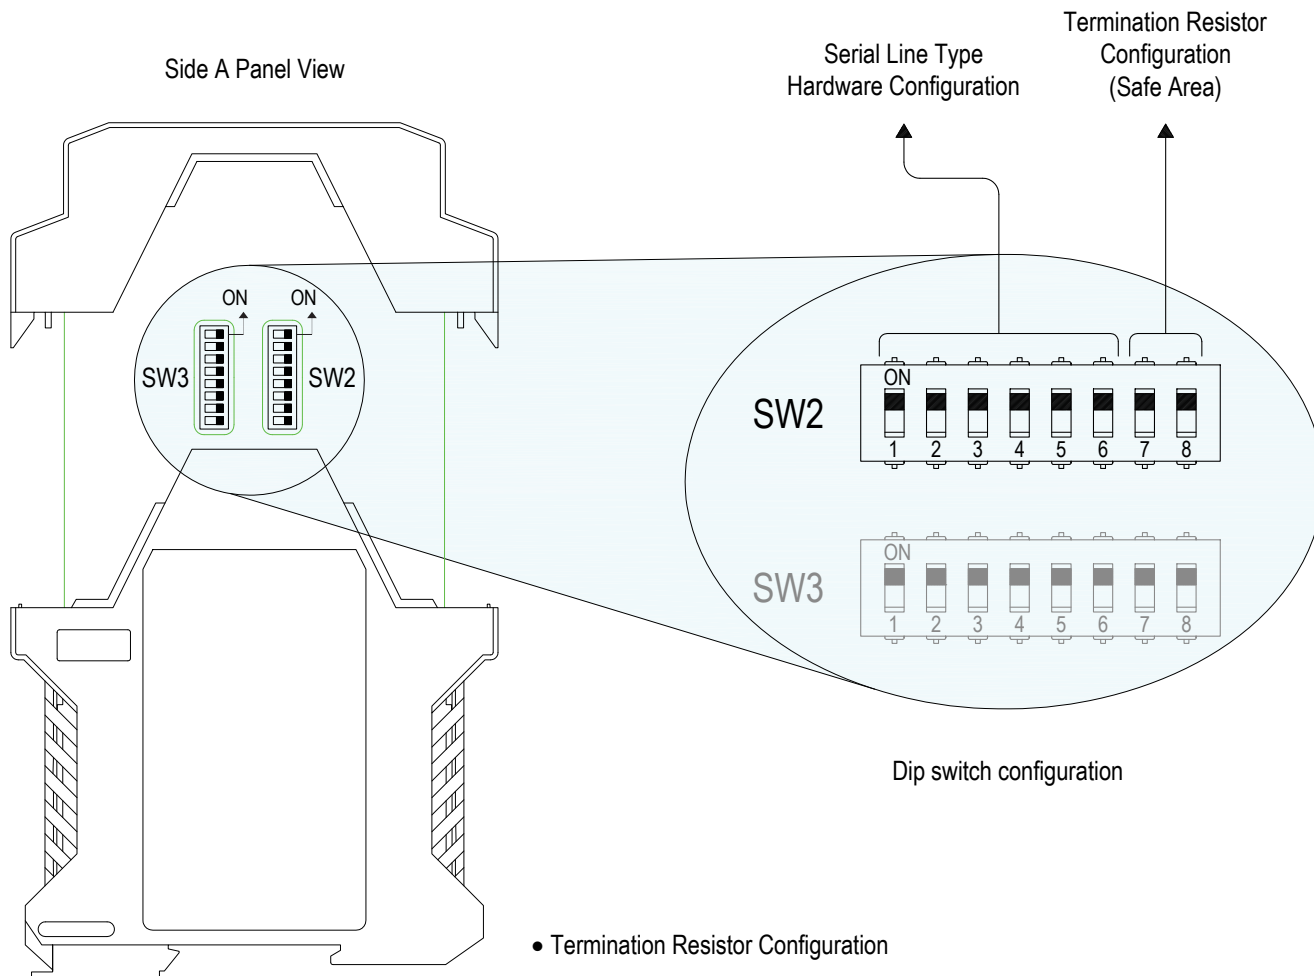 Side A Panel View
Serial Line Type
Hardware Configuration
Termination Resistor
Configuration
(Safe Area)
ON ON
SW3 SW2
SW2
ON
1 2 3 4 5 6 7 8
SW3
ON
1 2 3 4 5 6 7 8
Dip switch configuration
• Termination Resistor Configuration